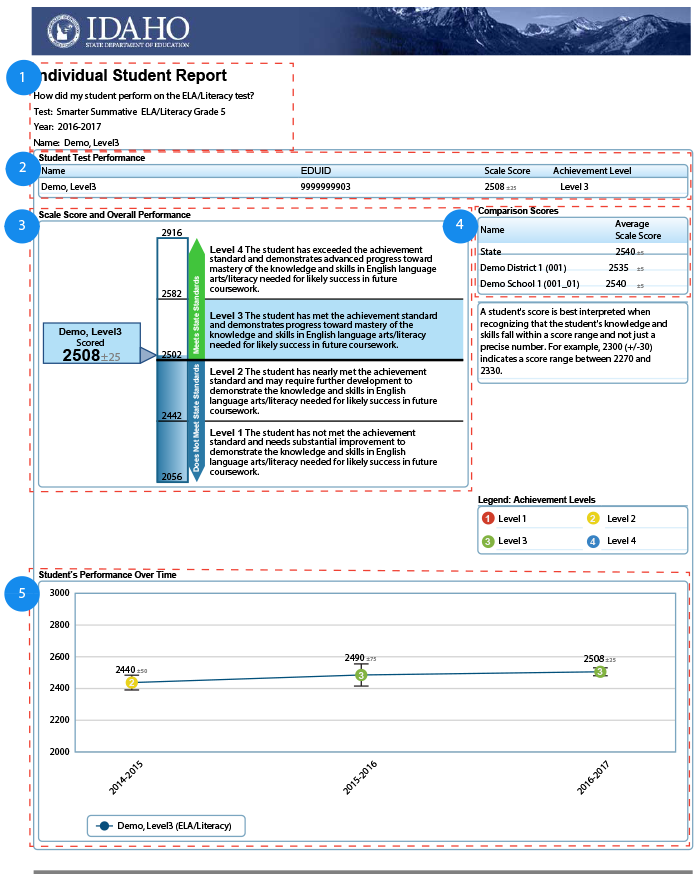 IDAHO
STATE DEPARTMENT OF EDUCATION
1
Individual Student Report
How did my student perform on the ELA/Literacy test?
Test: Smarter Summative ELA/Literacy Grade 5
Year: 2016-2017
Name: Demo, Level3
2
Student Test Performance
Name EDUID Scale Score Achievement Level
Demo, Level3 9999999903 2508 ±25 Level 3
3
Scale Score and Overall Performance
2916
2582
2502
2442
2056
Demo, Level3
Scored
2508±25
Meets State Standards
Does Not Meet State Standards
Level 4 The student has exceeded the achievement
standard and demonstrates advanced progress toward
mastery of the knowledge and skills in English language
arts/literacy needed for likely success in future
coursework.
Level 3 The student has met the achievement standard
and demonstrates progress toward mastery of the
knowledge and skills in English language arts/literacy
needed for likely success in future coursework.
Level 2 The student has nearly met the achievement
standard and may require further development to
demonstrate the knowledge and skills in English
language arts/literacy needed for likely success in future
coursework.
Level 1 The student has not met the achievement
standard and needs substantial improvement to
demonstrate the knowledge and skills in English
language arts/literacy needed for likely success in future
coursework.
4
Comparison Scores
Name Average
Scale Score
State 2540 ±5
Demo District 1 (001) 2535 ±5
Demo School 1 (001_01) 2540 ±5
A student's score is best interpreted when
recognizing that the student's knowledge and
skills fall within a score range and not just a
precise number. For example, 2300 (+/-30)
indicates a score range between 2270 and
2330.
Legend: Achievement Levels
1 Level 1 2 Level 2
3 Level 3 4 Level 4
5
Student's Performance Over Time
3000
2800
2600
2400
2200
2000
2440 ±50
2
2490 ±75
3
2508 ±25
3
2014-2015
2015-2016
2016-2017
Demo, Level3 (ELA/Literacy)